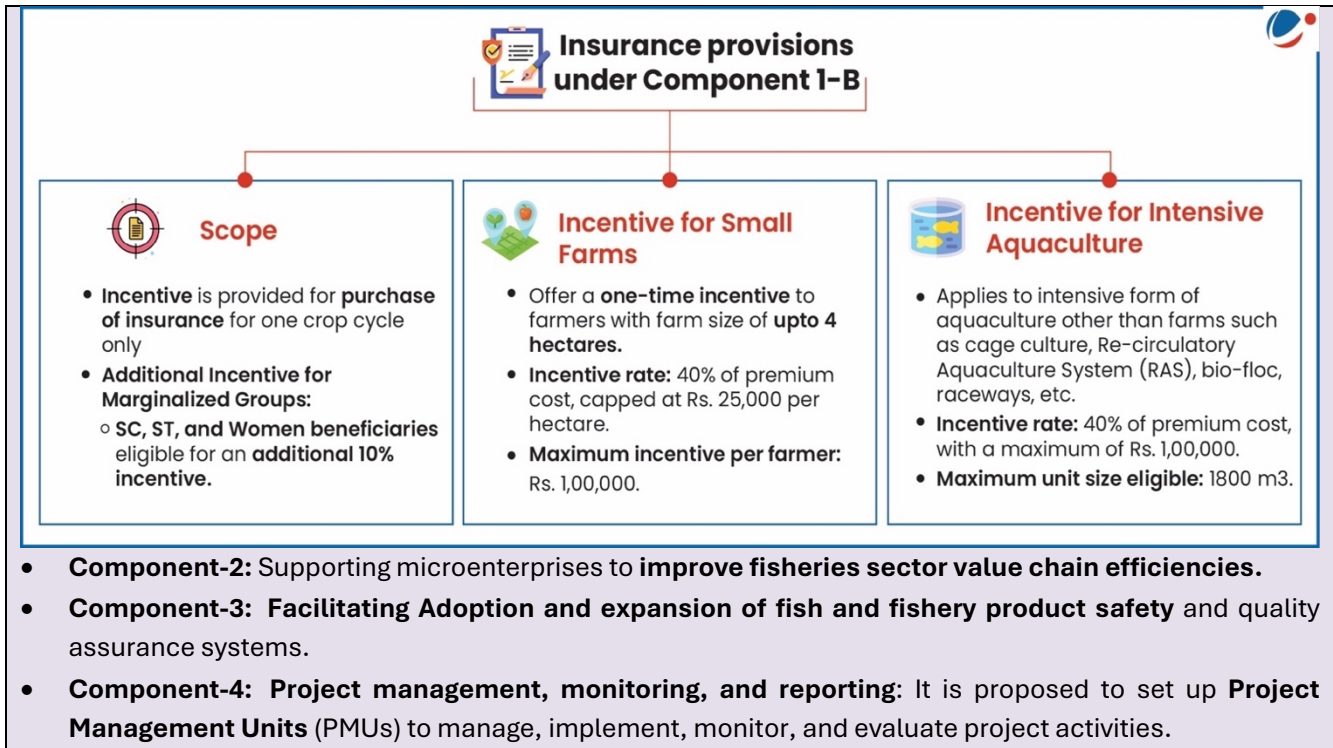 Insurance provisions
under Component 1-B
Scope
• Incentive is provided for purchase
of insurance for one crop cycle
only
• Additional Incentive for
Marginalized Groups:
○ SC, ST, and Women beneficiaries
eligible for an additional 10%
incentive.
Incentive for Small
Farms
• Offer a one-time incentive to
farmers with farm size of upto 4
hectares.
• Incentive rate: 40% of premium
cost, capped at Rs. 25,000 per
hectare.
• Maximum incentive per farmer:
Rs. 1,00,000.
Incentive for Intensive
Aquaculture
• Applies to intensive form of
aquaculture other than farms such
as cage culture, Re-circulatory
Aquaculture System (RAS), bio-floc,
raceways, etc.
• Incentive rate: 40% of premium cost,
with a maximum of Rs. 1,00,000.
• Maximum unit size eligible: 1800 m3.
• Component-2: Supporting microenterprises to improve fisheries sector value chain efficiencies.
• Component-3: Facilitating Adoption and expansion of fish and fishery product safety and quality
assurance systems.
• Component-4: Project management, monitoring, and reporting: It is proposed to set up Project
Management Units (PMUs) to manage, implement, monitor, and evaluate project activities.